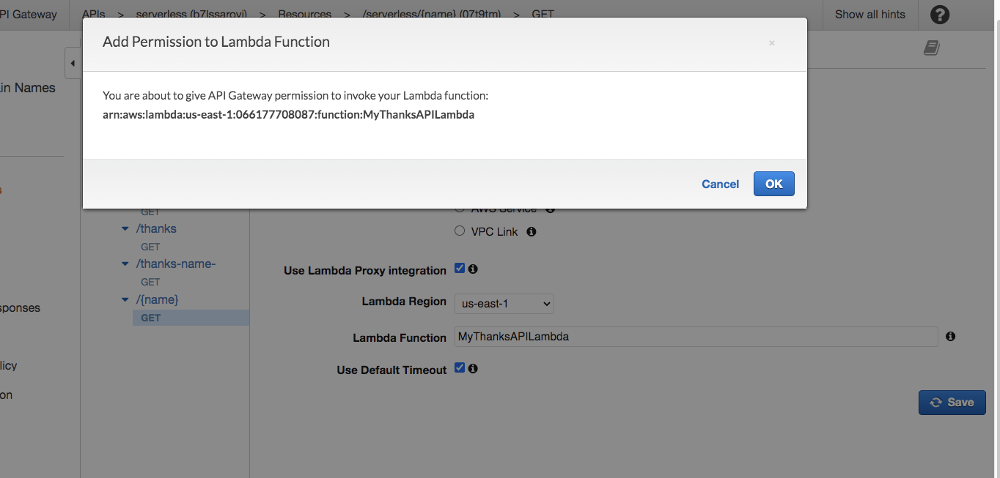 PI Gateway APIs > serverless (b7lssarovi) > Resources > /serverless/{name} (07t9tm) > GET Show all hints
Add Permission to Lambda Function
×
in Names
You are about to give API Gateway permission to invoke your Lambda function:
arn:aws:lambda:us-east-1:066177708087:function:MyThanksAPILambda
Cancel OK
s
GET
AWS Service
/thanks
VPC Link
GET
/thanks-name-
Use Lambda Proxy integration
GET
/{name}
Lambda Region us-east-1
sponses
GET
Lambda Function MyThanksAPILambda
licy
Use Default Timeout
on
Save